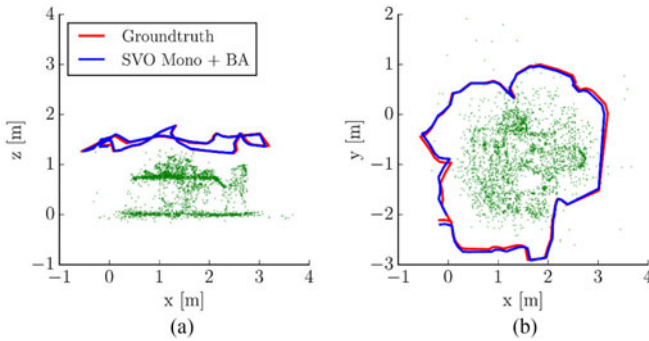 Groundtruth
SVO Mono + BA
4
3
2
1
0
−1
z [m]
−1 0 1 2 3 4
x [m]
(a)
2
1
0
−1
−2
−3
y [m]
−1 0 1 2 3 4
x [m]
(b)